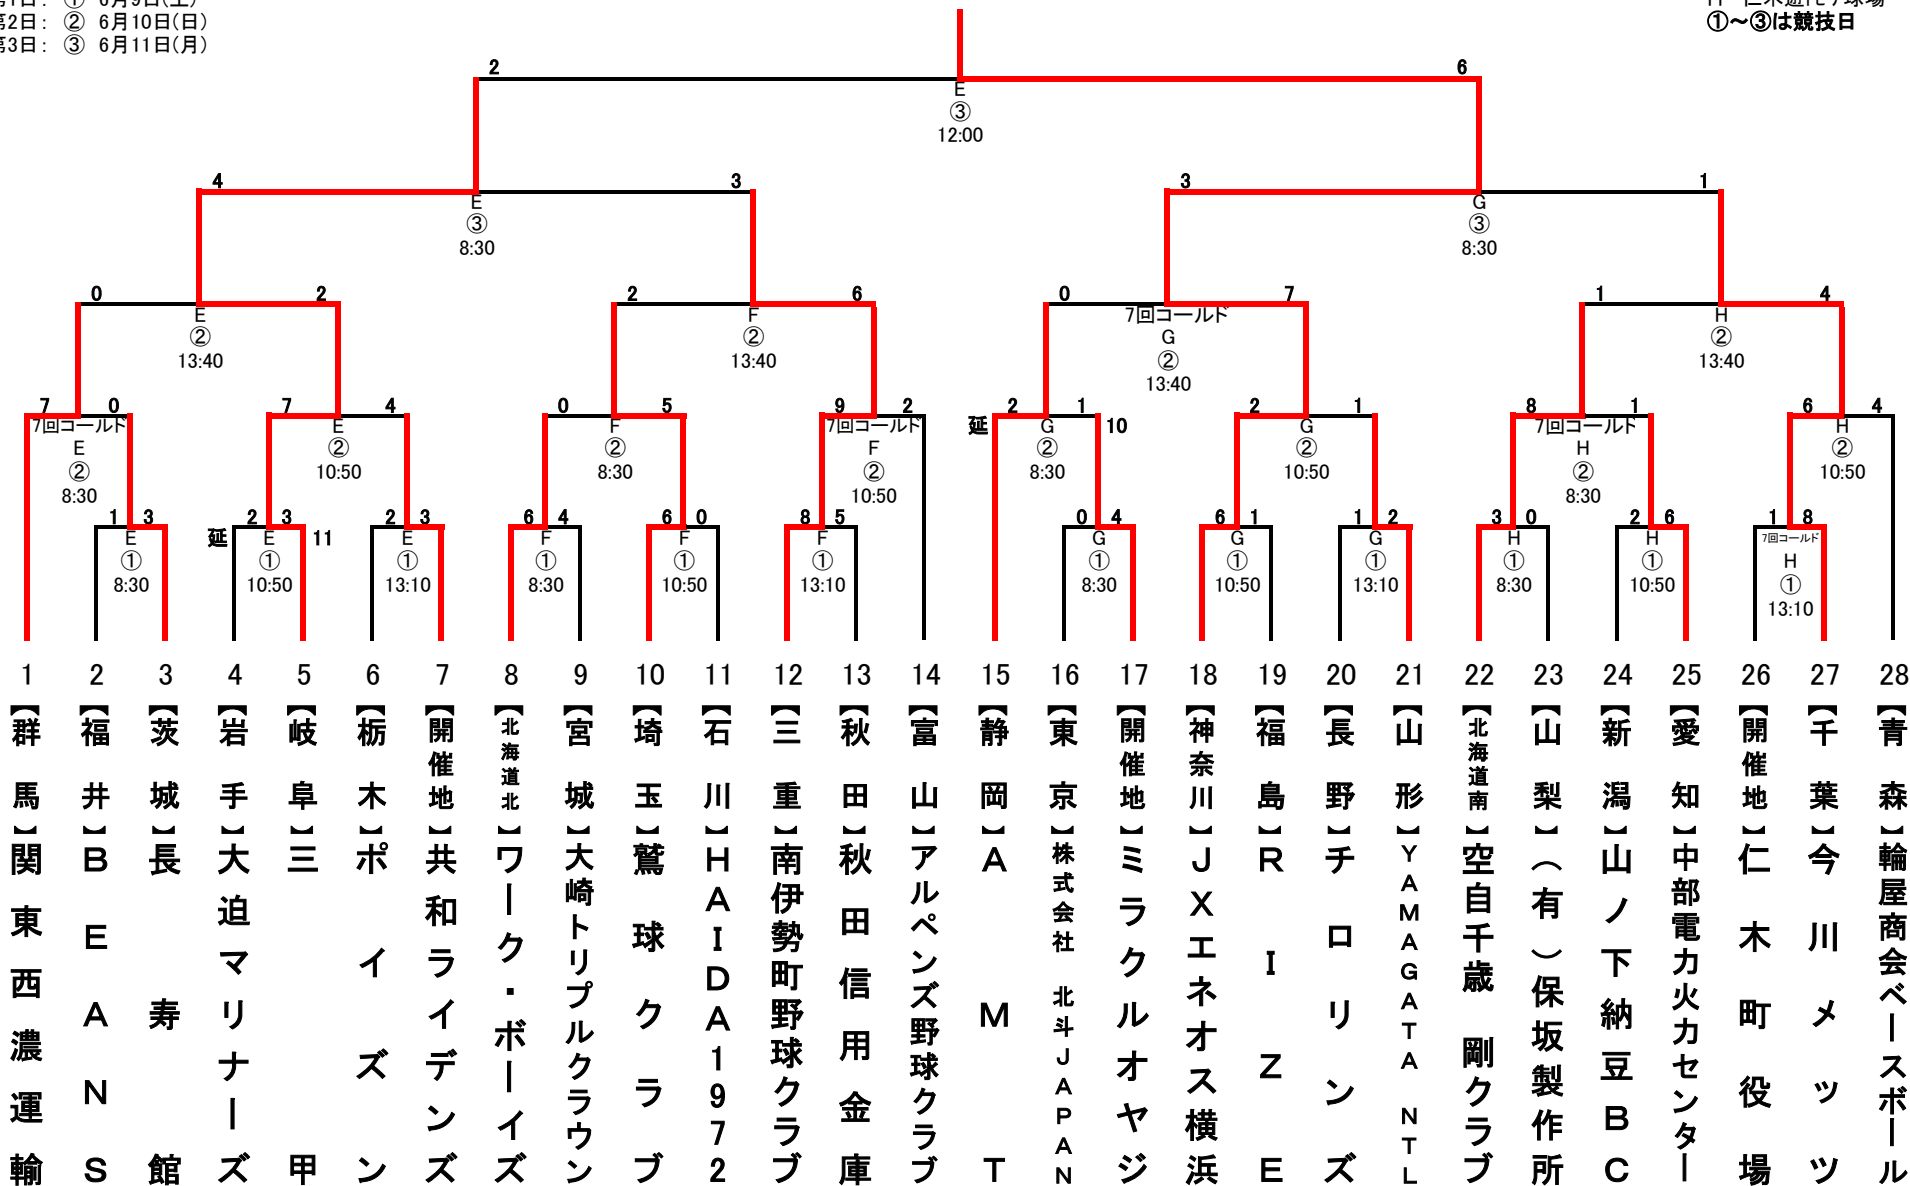 第1日： ① 6月9日(土)
第2日： ② 6月10日(日)
第3日： ③ 6月11日(月)
①～③は競技日
2 6
E
③
12:00
4 3
E
③
8:30
3 1
G
③
8:30
0 2
E
②
13:40
2 6
F
②
13:40
0 7
7回コールド
G
②
13:40
1 4
H
②
13:40
7 0
7回コールド
E
②
8:30
7 4
E
②
10:50
0 5
F
②
8:30
9 2
7回コールド
F
②
10:50
延 2 1 10
G
②
8:30
2 1
G
②
10:50
8 1
7回コールド
H
②
8:30
6 4
H
②
10:50
1 3
E
①
8:30
延 2 3 11
E
①
10:50
2 3
E
①
13:10
6 4
F
①
8:30
6 0
F
①
10:50
8 5
F
①
13:10
0 4
G
①
8:30
6 1
G
①
10:50
1 2
G
①
13:10
3 0
H
①
8:30
2 6
H
①
10:50
1 8
7回コールド
H
①
13:10
1 【群馬】関東西濃運輸
2 【福井】BEANS
3 【茨城】長寿館
4 【岩手】大迫マリナーズ
5 【岐阜】三甲
6 【栃木】ポイズン
7 【開催地】共和ライデンズ
8 【北海道北】ワーク・ボーイズ
9 【宮城】大崎トリプルクラウン
10 【埼玉】鷲球クラブ
11 【石川】HAIDA1972
12 【三重】南伊勢町野球クラブ
13 【秋田】秋田信用金庫
14 【富山】アルペンズ野球クラブ
15 【静岡】AMT
16 【東京】株式会社 北斗JAPAN
17 【開催地】ミラクルオヤジ
18 【神奈川】JXエネオス横浜
19 【福島】RIZE
20 【長野】チロリンズ
21 【山形】YAMAGATA NTL
22 【北海道南】空自千歳 剛クラブ
23 【山梨】（有）保坂製作所
24 【新潟】山ノ下納豆BC
25 【愛知】中部電力火力センター
26 【開催地】仁木町役場
27 【千葉】今川メッツ
28 【青森】輪屋商会ベースボール